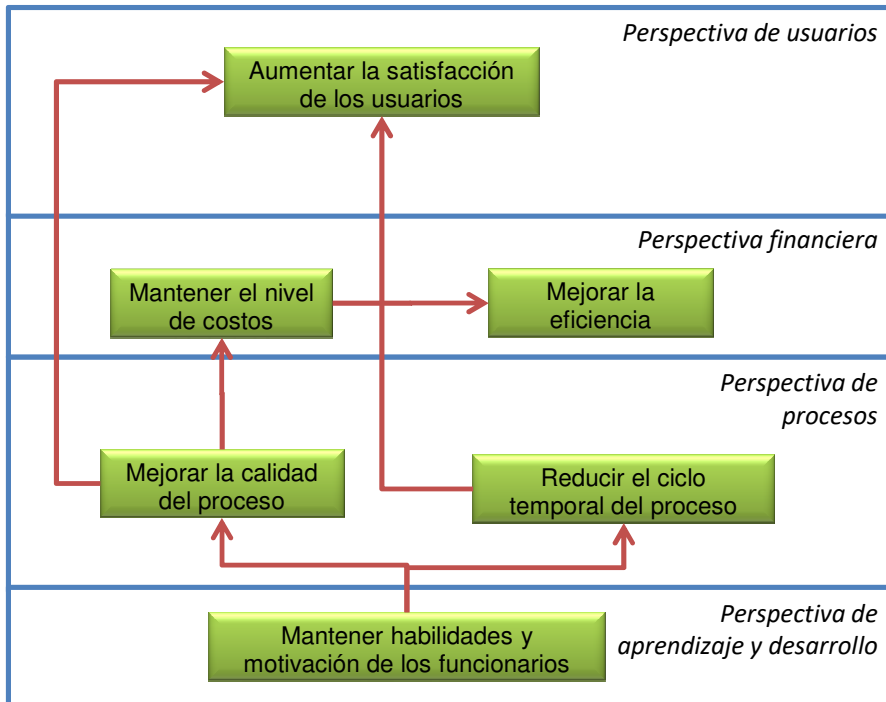 Perspectiva de usuarios
Aumentar la satisfacción
de los usuarios
Perspectiva financiera
Mantener el nivel
de costos
Mejorar la
eficiencia
Perspectiva de
procesos
Mejorar la calidad
del proceso
Reducir el ciclo
temporal del proceso
Perspectiva de
aprendizaje y desarrollo
Mantener habilidades y
motivación de los funcionarios